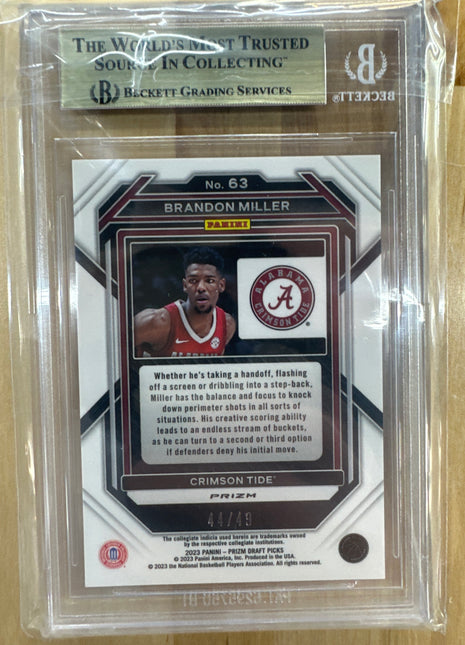 THE WORLD'S MOST TRUSTED
SOURCE IN COLLECTING™
B BECKETT GRADING SERVICES
BECKETT
No. 63
BRANDON MILLER
PANINI
ALABAMA
A
CRIMSON TIDE
Whether he's taking a handoff, flashing
off a screen or dribbling into a step-back,
Miller has the balance and focus to knock
down perimeter shots in all sorts of
situations. His creative scoring ability
leads to an endless stream of buckets,
as he can turn to a second or third option
if defenders deny his initial move.
CRIMSON TIDE®
PRIZM
44/49
The collegiate indicia used herein are trademarks owned
by the respective collegiate institutions.
2023 PANINI - PRIZM DRAFT PICKS
© 2023 Panini America, Inc. Produced in the USA.
© 2023 the National Basketball Players Association. All rights reserved.